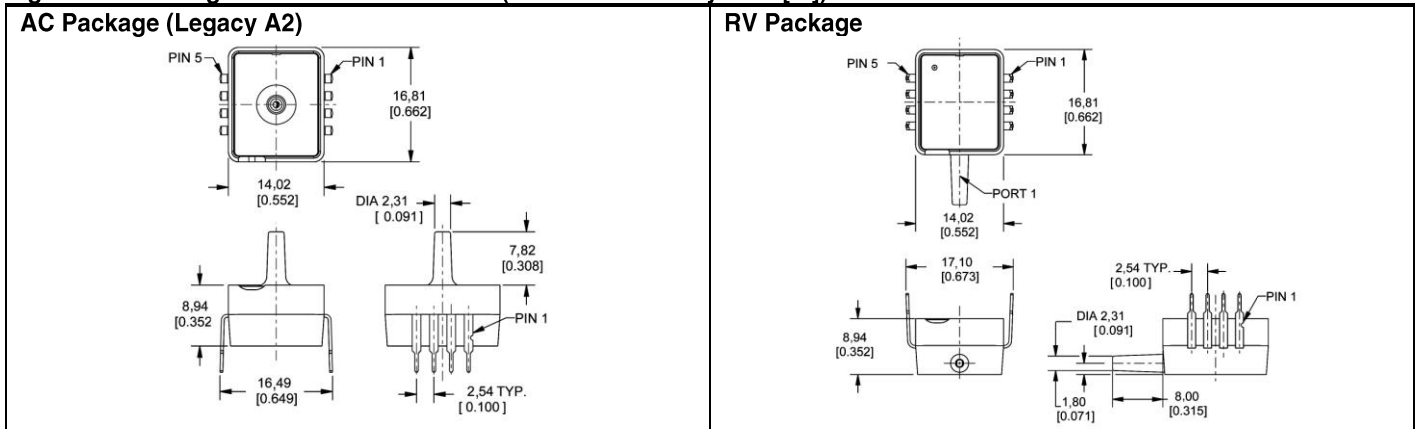 AC Package (Legacy A2)
PIN 5
PIN 1
16,81
[0.662]
14,02
[0.552]
DIA 2,31
[ 0.091]
7,82
[0.308]
8,94
[0.352
PIN 1
16,49
[0.649]
2,54 TYP.
[ 0.100]
RV Package
PIN 5
PIN 1
16,81
[0.662]
PORT 1
14,02
[0.552]
17,10
[0.673]
2,54 TYP.
[0.100]
PIN 1
DIA 2,31
[0.091]
8,94
[0.352]
1,80
[0.071]
8,00
[0.315]